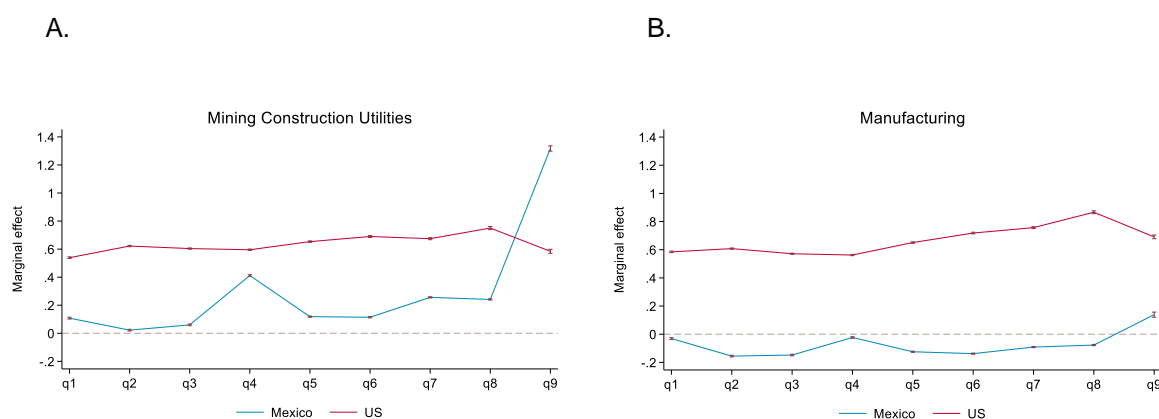 A.
Mining Construction Utilities
Marginal effect
1.4
1.2
1
.8
.6
.4
.2
0
-.2
q1 q2 q3 q4 q5 q6 q7 q8 q9
Mexico US
B.
Manufacturing
Marginal effect
1.4
1.2
1
.8
.6
.4
.2
0
-.2
q1 q2 q3 q4 q5 q6 q7 q8 q9
Mexico US